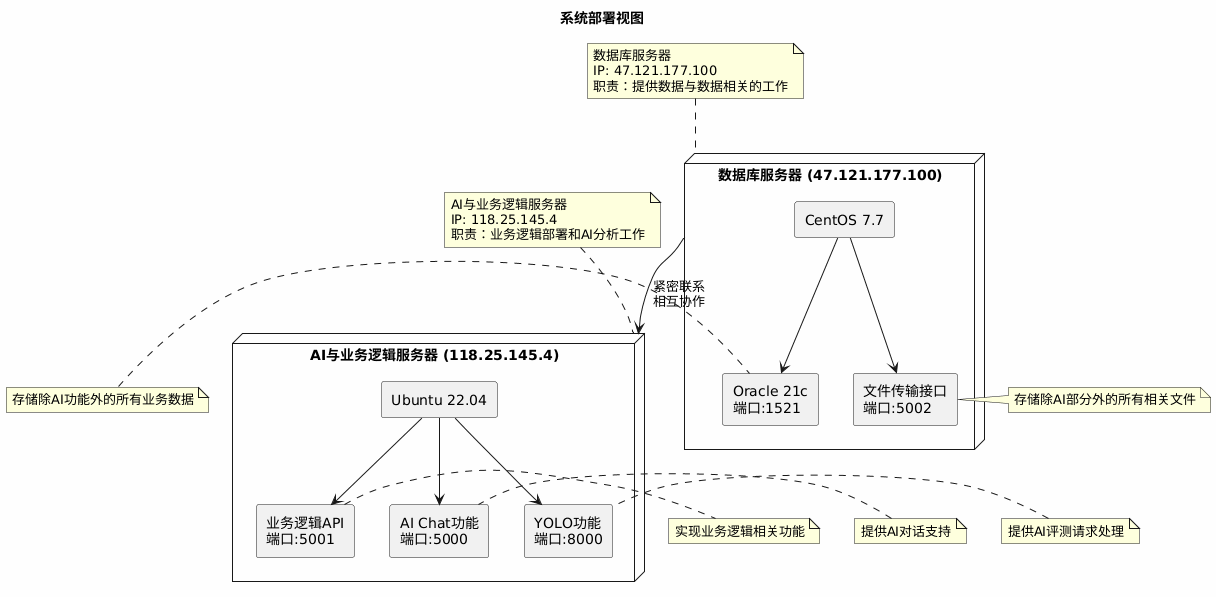 系统部署视图
数据库服务器
IP: 47.121.177.100
职责：提供数据与数据相关的工作
数据库服务器 (47.121.177.100)
CentOS 7.7
AI与业务逻辑服务器
IP: 118.25.145.4
职责：业务逻辑部署和AI分析工作
紧密联系
相互协作
AI与业务逻辑服务器 (118.25.145.4)
Ubuntu 22.04
Oracle 21c
端口:1521
文件传输接口
端口:5002
存储除AI功能外的所有业务数据
存储除AI部分外的所有相关文件
业务逻辑API
端口:5001
AI Chat功能
端口:5000
YOLO功能
端口:8000
实现业务逻辑相关功能
提供AI对话支持
提供AI评测请求处理